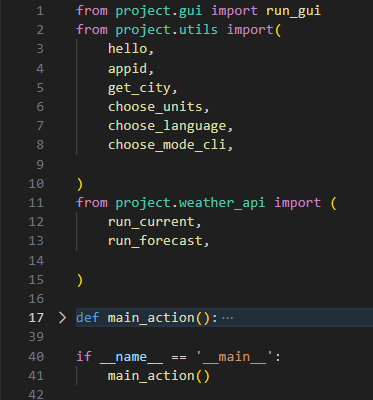 1 from project.gui import run_gui
2 from project.utils import(
3     hello,
4     appid,
5     get_city,
6     choose_units,
7     choose_language,
8     choose_mode_cli,
9
10 )
11 from project.weather_api import (
12     run_current,
13     run_forecast,
14
15 )
16
17 > def main_action():···
39
40 if __name__ == '__main__':
41     main_action()
42